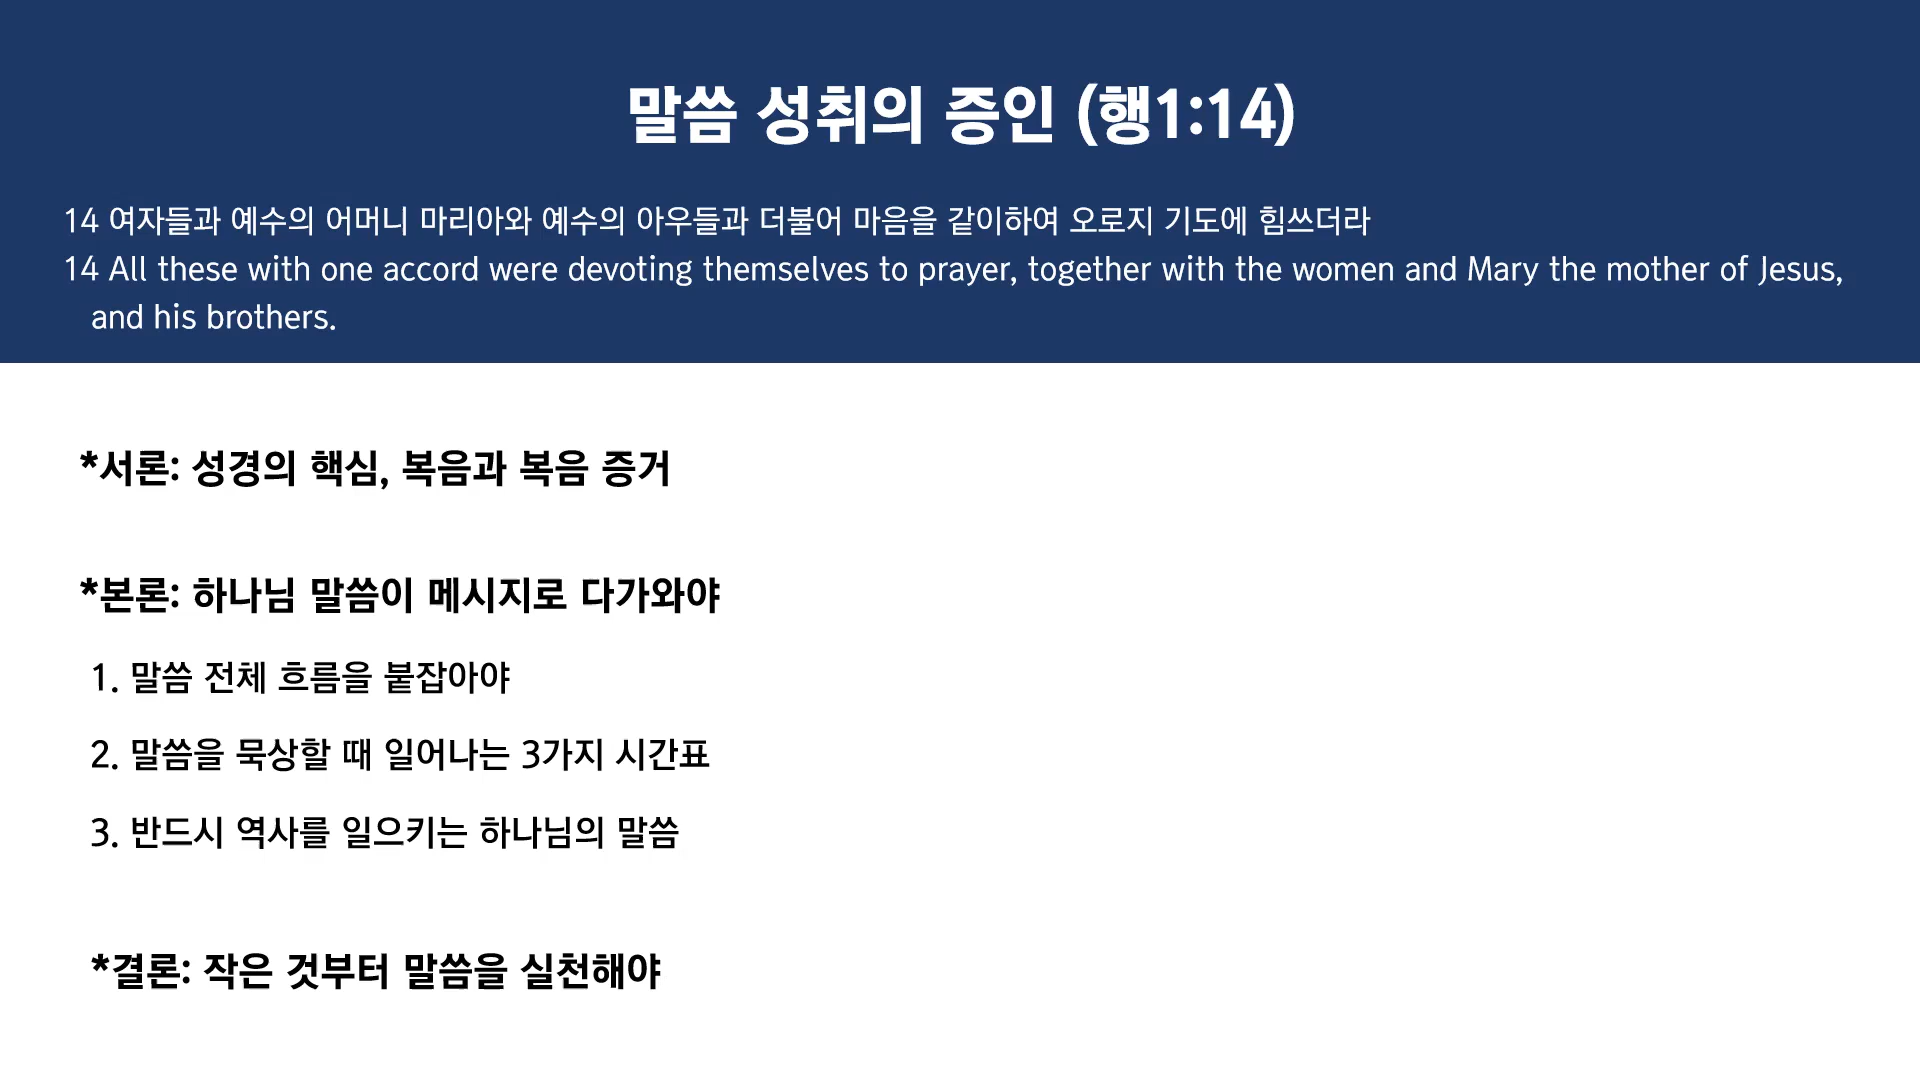 말씀 성취의 증인 (행1:14)
14 여자들과 예수의 어머니 마리아와 예수의 아우들과 더불어 마음을 같이하여 오로지 기도에 힘쓰더라
14 All these with one accord were devoting themselves to prayer, together with the women and Mary the mother of Jesus,
and his brothers.
*서론: 성경의 핵심, 복음과 복음 증거
*본론: 하나님 말씀이 메시지로 다가와야
1. 말씀 전체 흐름을 붙잡아야
2. 말씀을 묵상할 때 일어나는 3가지 시간표
3. 반드시 역사를 일으키는 하나님의 말씀
*결론: 작은 것부터 말씀을 실천해야